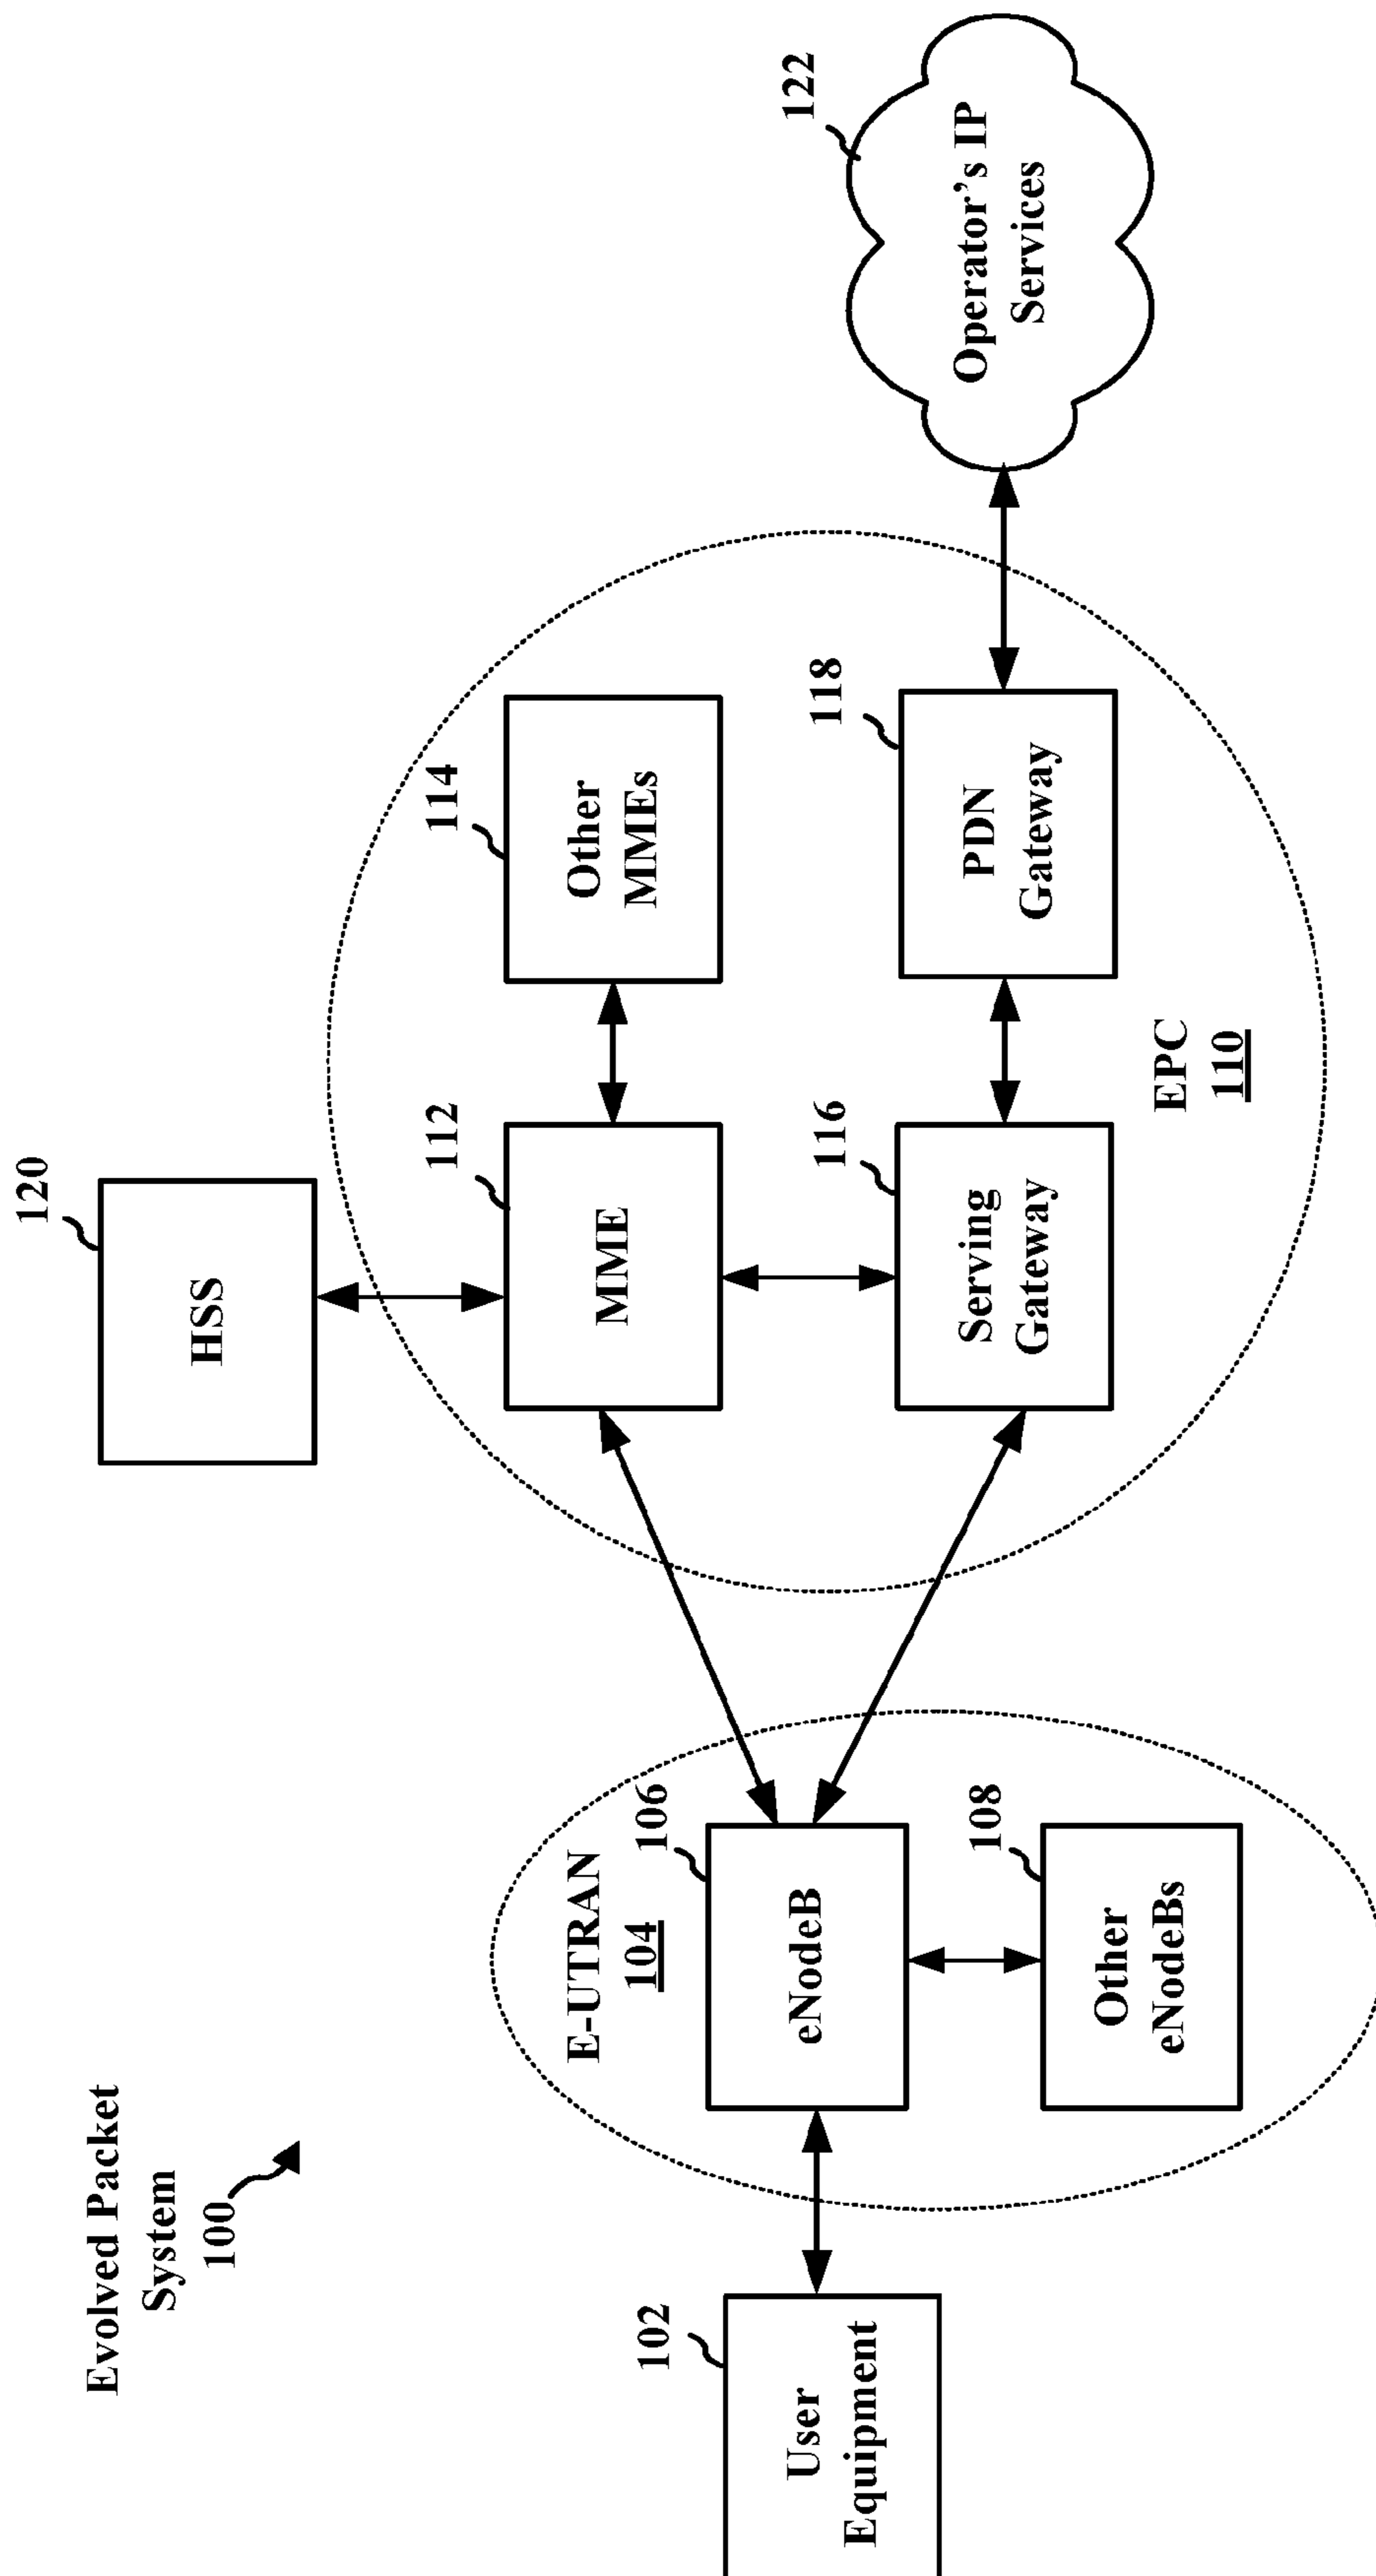 Evolved Packet
System
100
HSS
120
User
Equipment
102
E-UTRAN
104
eNodeB
106
Other
eNodeBs
108
MME
112
Other
MMEs
114
Serving
Gateway
116
PDN
Gateway
118
EPC
110
Operator’s IP
Services
122